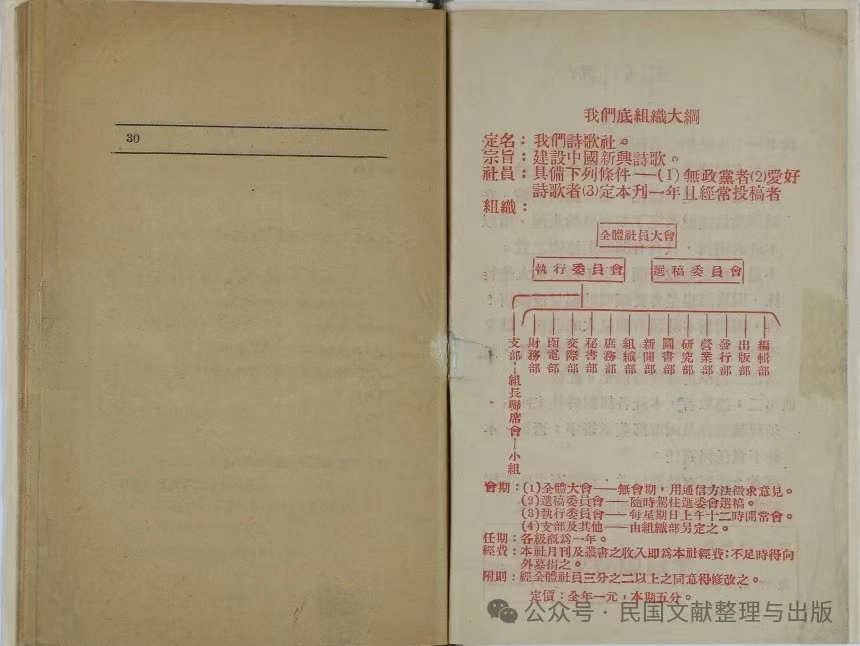 30
我們底組織大綱
定名：我們詩歌社。
宗旨：建設中國新興詩歌。
社員：具備下列條件——(1)無政黨者(2)愛好
詩歌者(3)定本刊一年且經常投稿者
組織：
全體社員大會
執行委員會
選稿委員會
編輯部
出版部
發行部
營業部
研究部
圖書部
新聞部
組織部
庶務部
秘書部
交際部
函電部
財務部
支部—組長聯席會—小組
會期：(1)全體大會——無會期，用通信方法徵求意見。
(2)選稿委員會——隨時駕往選委會選稿。
(3)執行委員會——每星期日上午十二時開常會。
(4)支部及其他——由組織部另定之。
任期：各級概爲一年。
經費：本社月刊及叢書之收入即爲本社經費；不足時得向
外募捐之。
附則：經全體社員三分之二以上之同意得修改之。
定價：全年一元，本期五分。
公众号·民国文献整理与出版